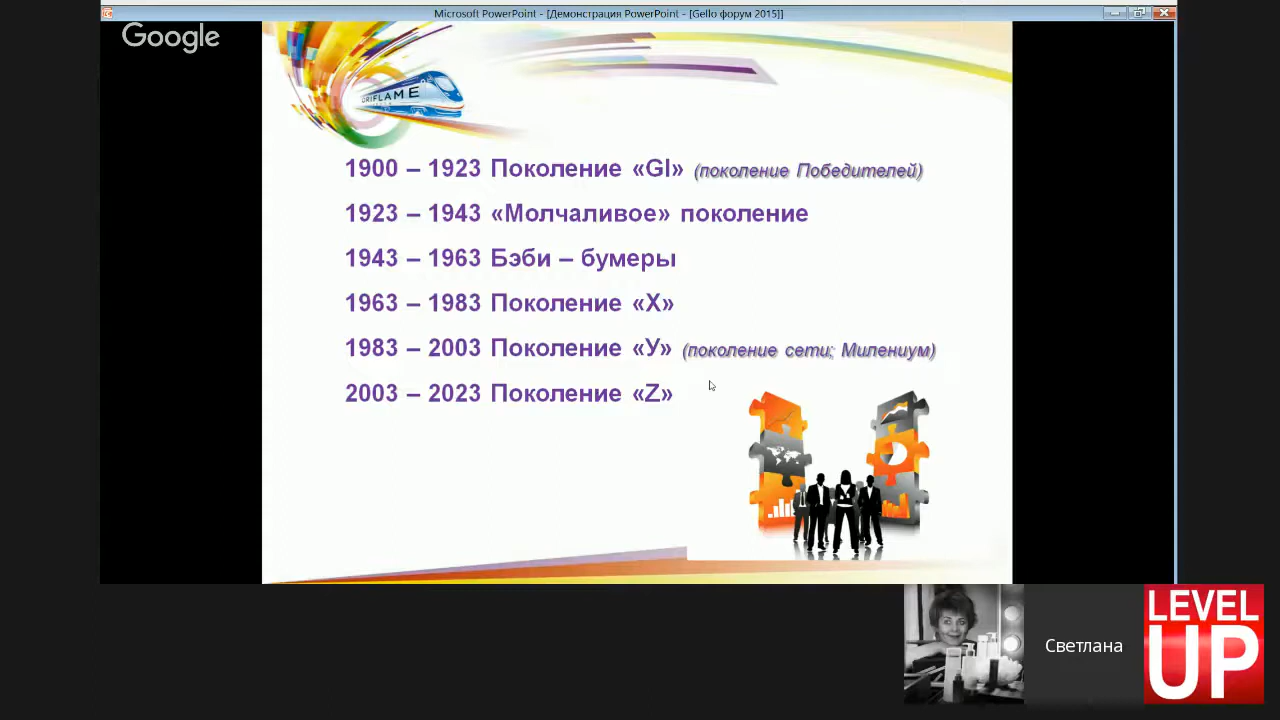 Microsoft PowerPoint - [Демонстрация PowerPoint - [Gello форум 2015]]
Google
ORIFLAME
1900 – 1923 Поколение «GI» (поколение Победителей)
1923 – 1943 «Молчаливое» поколение
1943 – 1963 Бэби – бумеры
1963 – 1983 Поколение «X»
1983 – 2003 Поколение «У» (поколение сети; Милениум)
2003 – 2023 Поколение «Z»
Светлана
LEVEL
UP